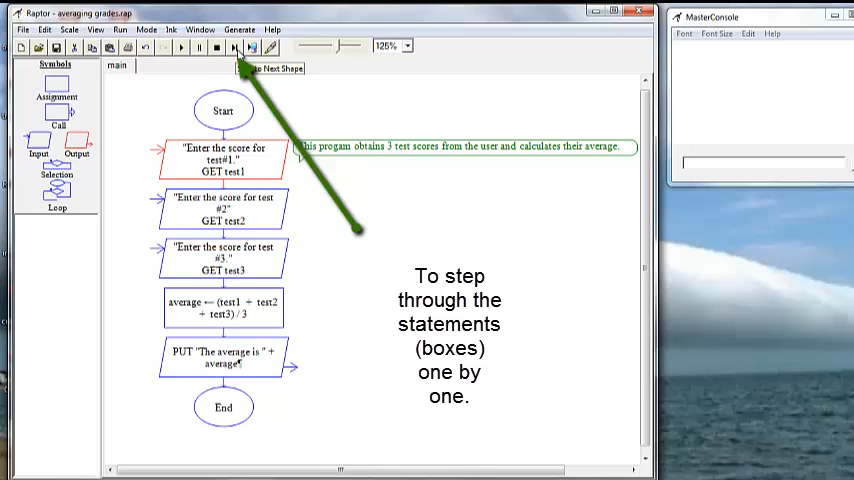 Raptor - averaging grades.rap
File Edit Scale View Run Mode Ink Window Generate Help
125%
to Next Shape
Symbols
Assignment
Call
Input Output
Selection
Loop
main
Start
"Enter the score for
test#1."
GET test1
This progam obtains 3 test scores from the user and calculates their average.
"Enter the score for test
#2"
GET test2
"Enter the score for test
#3."
GET test3
average ← (test1 + test2
+ test3) / 3
PUT "The average is " +
average¶
End
To step
through the
statements
(boxes)
one by
one.
MasterConsole
Font Font Size Edit Help